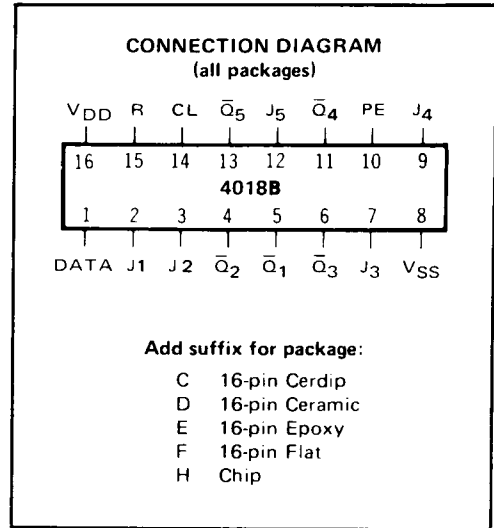 CONNECTION DIAGRAM
(all packages)
VDD R CL Q̅5 J5 Q̅4 PE J4
16 15 14 13 12 11 10 9
4018B
1 2 3 4 5 6 7 8
DATA J1 J2 Q̅2 Q̅1 Q̅3 J3 VSS
Add suffix for package:
C 16-pin Cerdip
D 16-pin Ceramic
E 16-pin Epoxy
F 16-pin Flat
H Chip